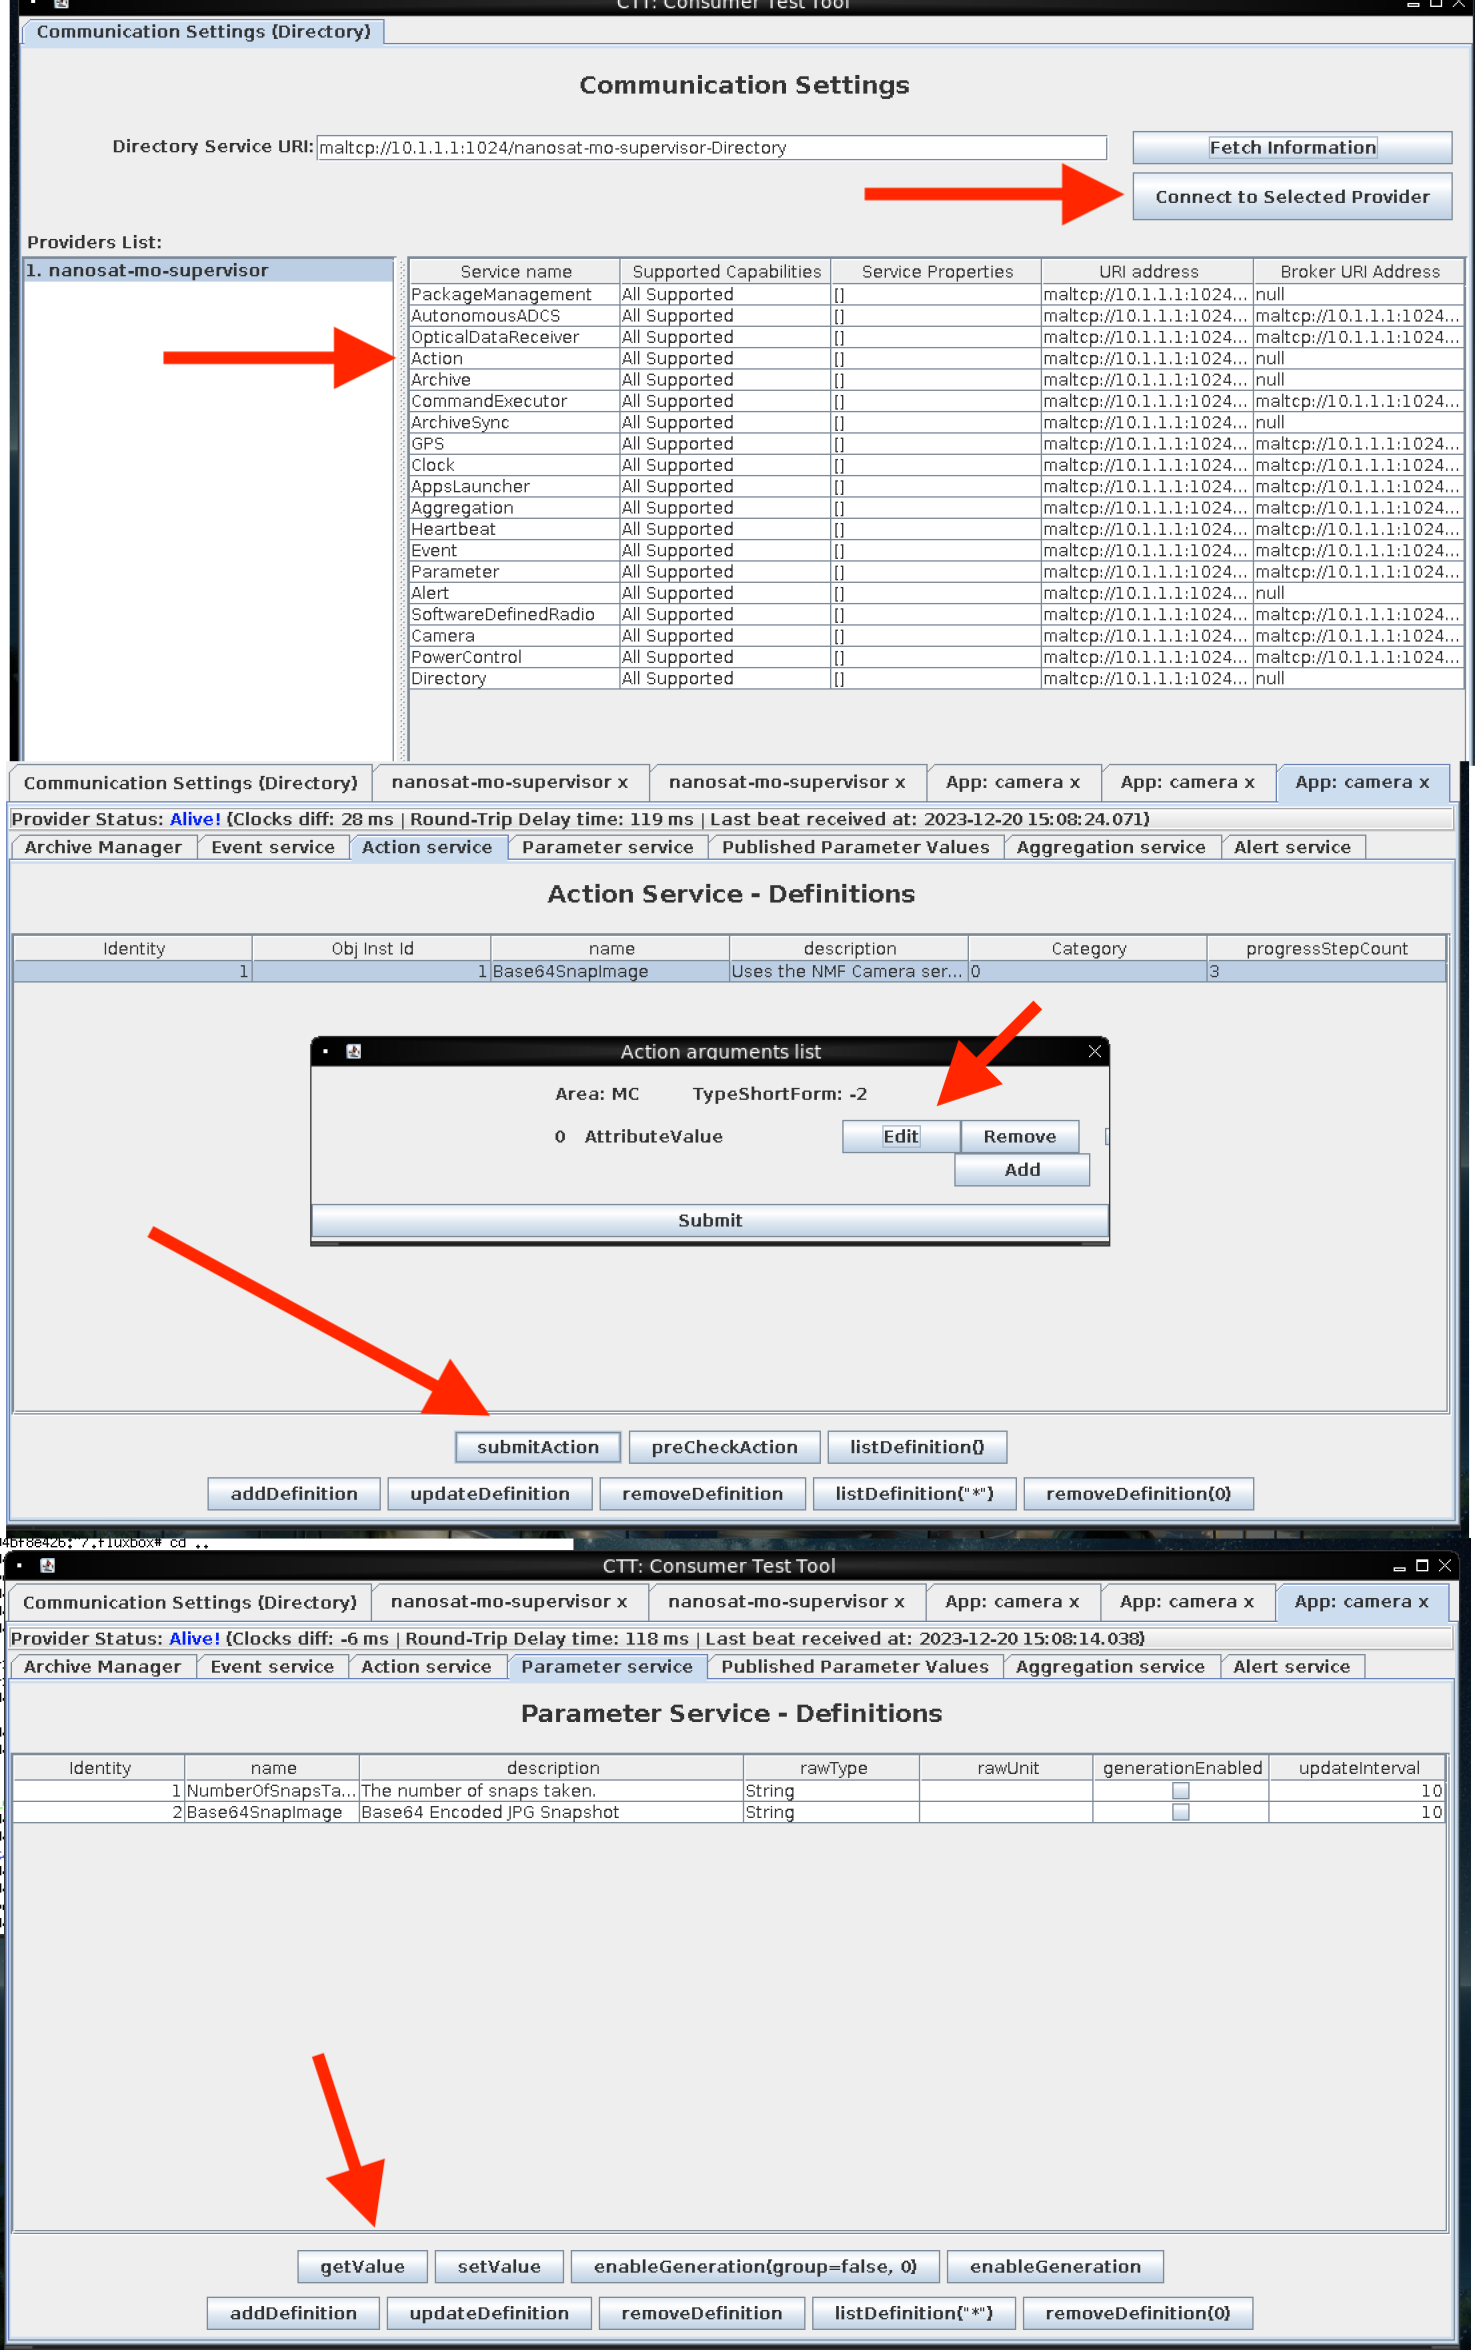 CTT: Consumer Test Tool
Communication Settings (Directory)
Communication Settings
Directory Service URI: maltcp://10.1.1.1:1024/nanosat-mo-supervisor-Directory Fetch Information
Connect to Selected Provider
Providers List:
1. nanosat-mo-supervisor
Service name Supported Capabilities Service Properties URI address Broker URI Address
PackageManagement All Supported [] maltcp://10.1.1.1:1024... null
AutonomousADCS All Supported [] maltcp://10.1.1.1:1024... maltcp://10.1.1.1:1024...
OpticalDataReceiver All Supported [] maltcp://10.1.1.1:1024... maltcp://10.1.1.1:1024...
Action All Supported [] maltcp://10.1.1.1:1024... null
Archive All Supported [] maltcp://10.1.1.1:1024... null
CommandExecutor All Supported [] maltcp://10.1.1.1:1024... maltcp://10.1.1.1:1024...
ArchiveSync All Supported [] maltcp://10.1.1.1:1024... null
GPS All Supported [] maltcp://10.1.1.1:1024... maltcp://10.1.1.1:1024...
Clock All Supported [] maltcp://10.1.1.1:1024... maltcp://10.1.1.1:1024...
AppsLauncher All Supported [] maltcp://10.1.1.1:1024... maltcp://10.1.1.1:1024...
Aggregation All Supported [] maltcp://10.1.1.1:1024... maltcp://10.1.1.1:1024...
Heartbeat All Supported [] maltcp://10.1.1.1:1024... maltcp://10.1.1.1:1024...
Event All Supported [] maltcp://10.1.1.1:1024... maltcp://10.1.1.1:1024...
Parameter All Supported [] maltcp://10.1.1.1:1024... maltcp://10.1.1.1:1024...
Alert All Supported [] maltcp://10.1.1.1:1024... null
SoftwareDefinedRadio All Supported [] maltcp://10.1.1.1:1024... maltcp://10.1.1.1:1024...
Camera All Supported [] maltcp://10.1.1.1:1024... maltcp://10.1.1.1:1024...
PowerControl All Supported [] maltcp://10.1.1.1:1024... maltcp://10.1.1.1:1024...
Directory All Supported [] maltcp://10.1.1.1:1024... null
Communication Settings (Directory) nanosat-mo-supervisor x nanosat-mo-supervisor x App: camera x App: camera x App: camera x
Provider Status: Alive! (Clocks diff: 28 ms | Round-Trip Delay time: 119 ms | Last beat received at: 2023-12-20 15:08:24.071)
Archive Manager Event service Action service Parameter service Published Parameter Values Aggregation service Alert service
Action Service - Definitions
Identity Obj Inst Id name description Category progressStepCount
1 1 Base64SnapImage Uses the NMF Camera ser... 0 3
Action arguments list
Area: MC TypeShortForm: -2
0 AttributeValue Edit Remove
Add
Submit
submitAction preCheckAction listDefinition()
addDefinition updateDefinition removeDefinition listDefinition("*") removeDefinition(0)
cd ..
CTT: Consumer Test Tool
Communication Settings (Directory) nanosat-mo-supervisor x nanosat-mo-supervisor x App: camera x App: camera x App: camera x
Provider Status: Alive! (Clocks diff: -6 ms | Round-Trip Delay time: 118 ms | Last beat received at: 2023-12-20 15:08:14.038)
Archive Manager Event service Action service Parameter service Published Parameter Values Aggregation service Alert service
Parameter Service - Definitions
Identity name description rawType rawUnit generationEnabled updateInterval
1 NumberOfSnapsTa... The number of snaps taken. String 10
2 Base64SnapImage Base64 Encoded JPG Snapshot String 10
getValue setValue enableGeneration(group=false, 0) enableGeneration
addDefinition updateDefinition removeDefinition listDefinition("*") removeDefinition(0)